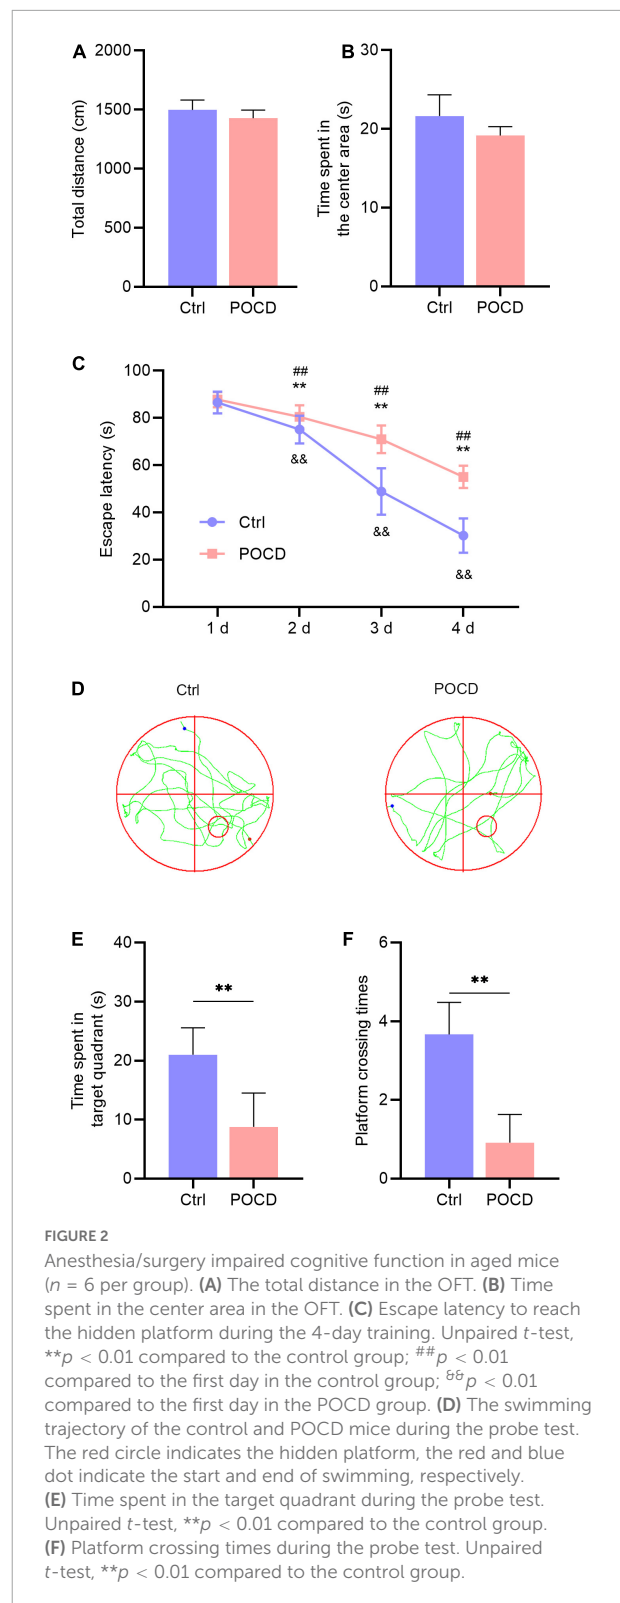 A
2000
1500
1000
500
0
Total distance (cm)
Ctrl
POCD
B
30
20
10
0
Time spent in
the center area (s)
Ctrl
POCD
C
100
80
60
40
20
0
Escape latency (s)
##
**
##
**
##
**
&&
&&
&&
Ctrl
POCD
1 d
2 d
3 d
4 d
D
Ctrl
POCD
E
40
30
20
10
0
Time spent in
target quadrant (s)
**
Ctrl
POCD
F
6
4
2
0
Platform crossing times
**
Ctrl
POCD
FIGURE 2
Anesthesia/surgery impaired cognitive function in aged mice
(n = 6 per group). (A) The total distance in the OFT. (B) Time
spent in the center area in the OFT. (C) Escape latency to reach
the hidden platform during the 4-day training. Unpaired t-test,
**p < 0.01 compared to the control group; ##p < 0.01
compared to the first day in the control group; &&p < 0.01
compared to the first day in the POCD group. (D) The swimming
trajectory of the control and POCD mice during the probe test.
The red circle indicates the hidden platform, the red and blue
dot indicate the start and end of swimming, respectively.
(E) Time spent in the target quadrant during the probe test.
Unpaired t-test, **p < 0.01 compared to the control group.
(F) Platform crossing times during the probe test. Unpaired
t-test, **p < 0.01 compared to the control group.